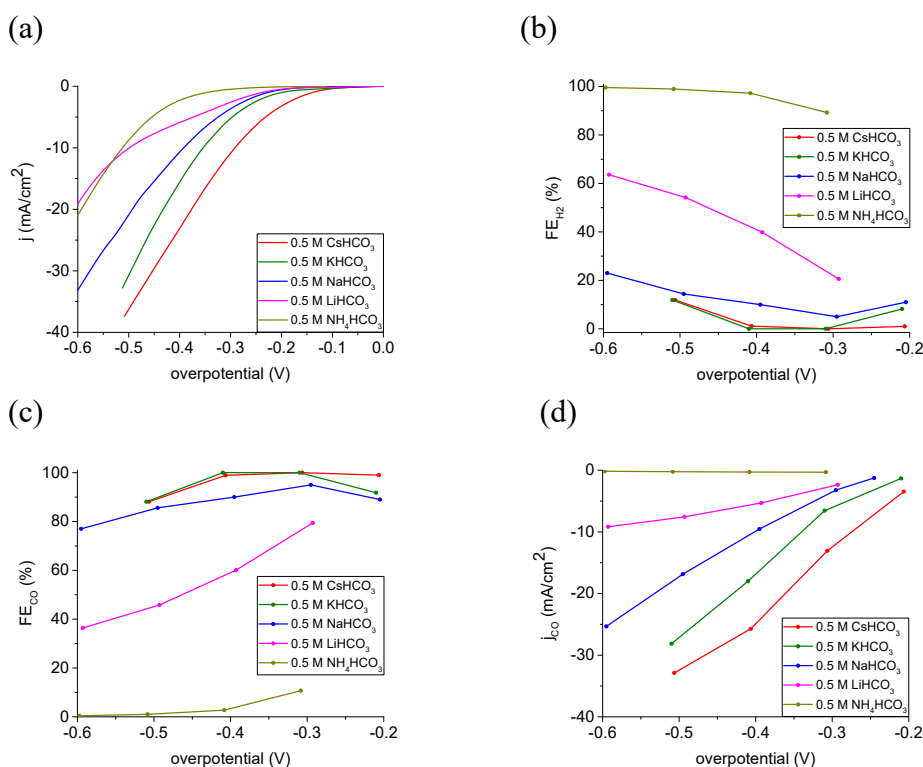 (a)
0
-10
-20
-30
-40
j (mA/cm²)
-0.6 -0.5 -0.4 -0.3 -0.2 -0.1 0.0
overpotential (V)
0.5 M CsHCO₃
0.5 M KHCO₃
0.5 M NaHCO₃
0.5 M LiHCO₃
0.5 M NH₄HCO₃
(b)
100
80
60
40
20
0
FE_H2 (%)
-0.6 -0.5 -0.4 -0.3 -0.2
overpotential (V)
0.5 M CsHCO₃
0.5 M KHCO₃
0.5 M NaHCO₃
0.5 M LiHCO₃
0.5 M NH₄HCO₃
(c)
100
80
60
40
20
0
FE_CO (%)
-0.6 -0.5 -0.4 -0.3 -0.2
overpotential (V)
0.5 M CsHCO₃
0.5 M KHCO₃
0.5 M NaHCO₃
0.5 M LiHCO₃
0.5 M NH₄HCO₃
(d)
0
-10
-20
-30
-40
j_CO (mA/cm²)
-0.6 -0.5 -0.4 -0.3 -0.2
overpotential (V)
0.5 M CsHCO₃
0.5 M KHCO₃
0.5 M NaHCO₃
0.5 M LiHCO₃
0.5 M NH₄HCO₃